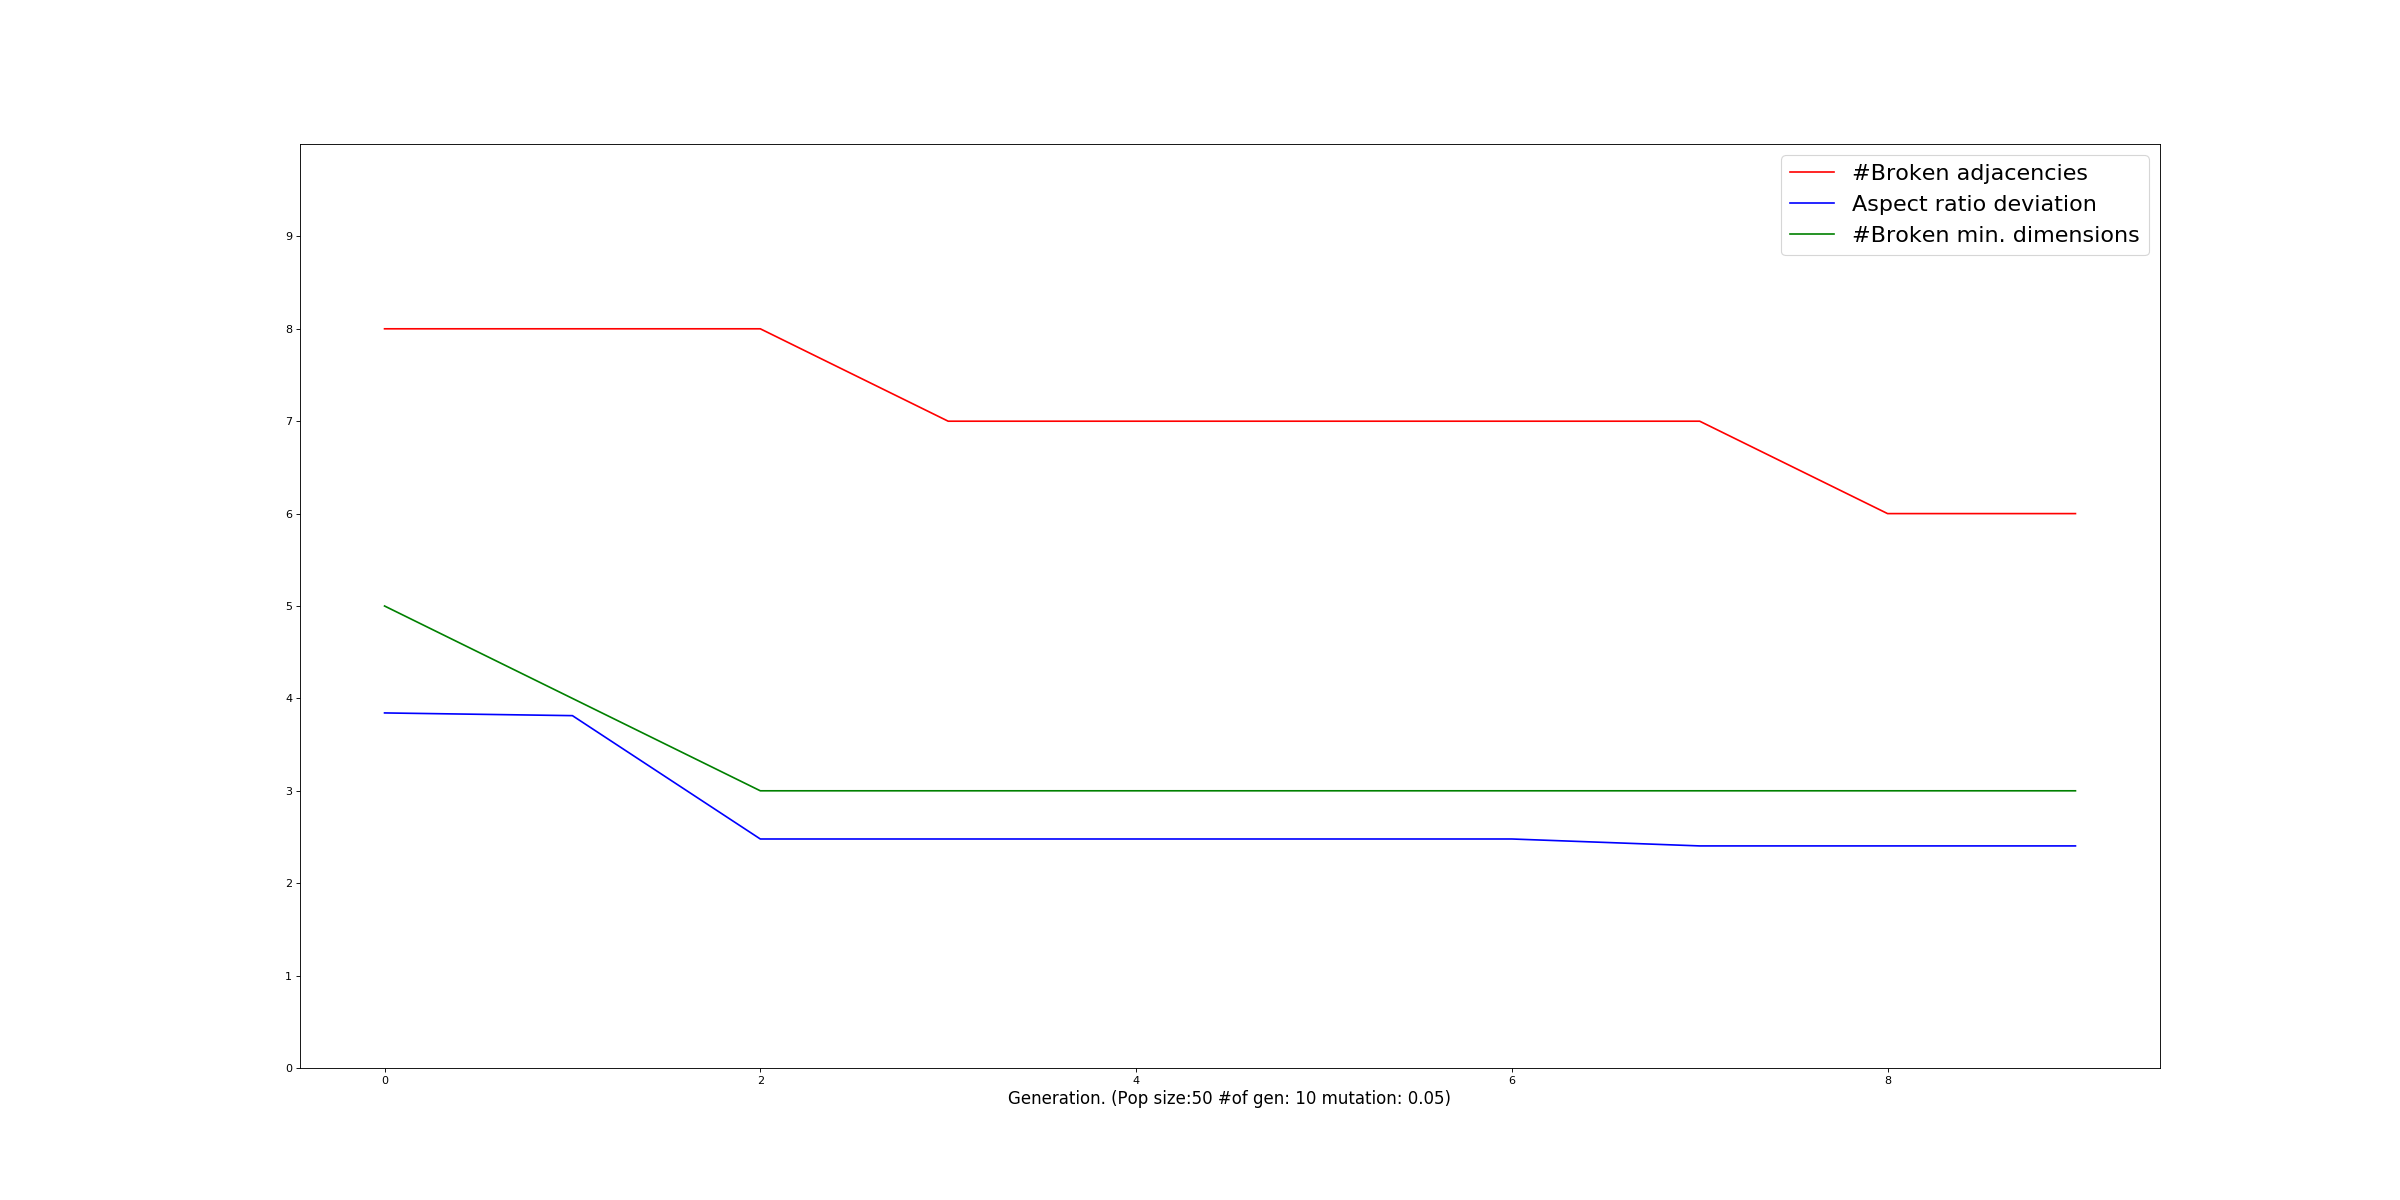 #Broken adjacencies
Aspect ratio deviation
#Broken min. dimensions
9
8
7
6
5
4
3
2
1
0
0 2 4 6 8
Generation. (Pop size:50 #of gen: 10 mutation: 0.05)